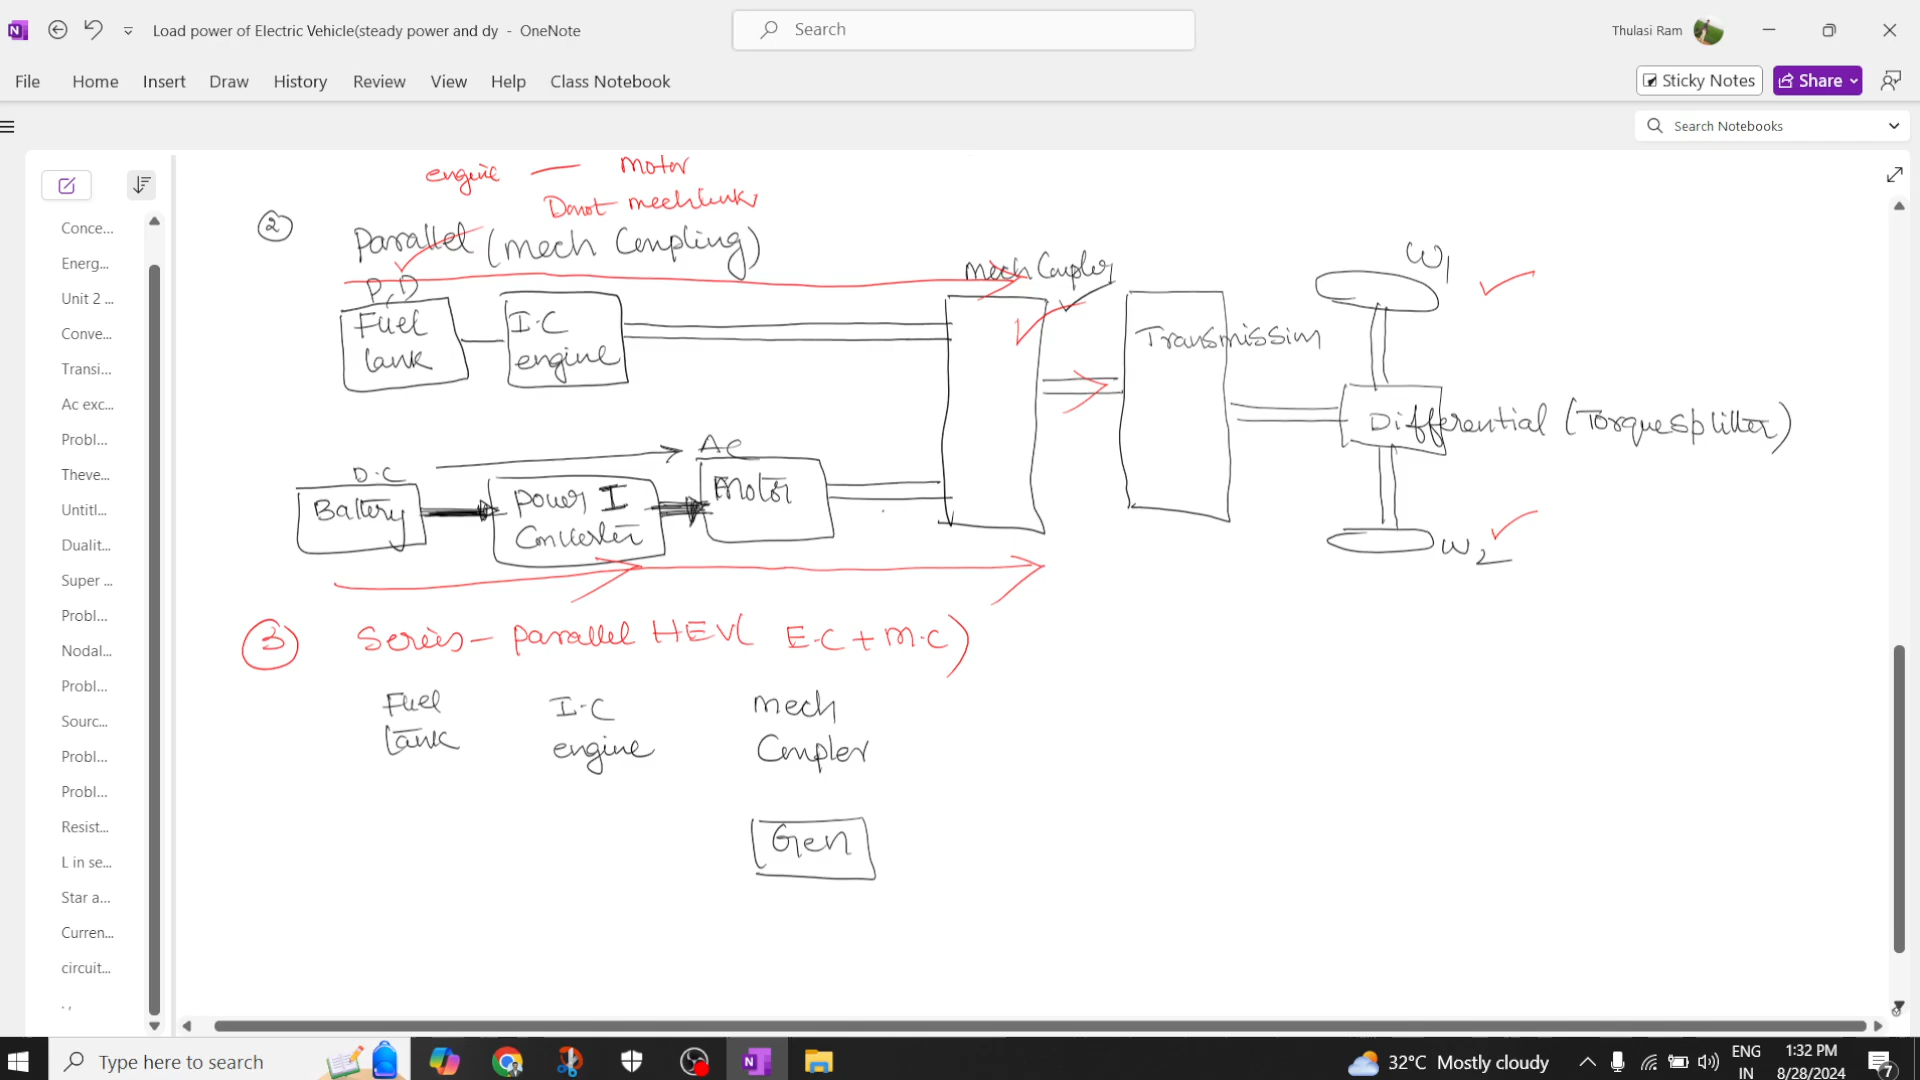 Load power of Electric Vehicle(steady power and dy - OneNote
Search
Thulasi Ram
File Home Insert Draw History Review View Help Class Notebook
Sticky Notes
Share
Search Notebooks
Conce...
Energ...
Unit 2 ...
Conve...
Transi...
Ac exc...
Probl...
Theve...
Untitl...
Dualit...
Super ...
Probl...
Nodal...
Probl...
Sourc...
Probl...
Probl...
Resist...
L in se...
Star a...
Curren...
circuit...
engine — Motor
Donot mech links
2
Parallel (mech Coupling)
P, D
Fuel
tank
I.C
engine
Mech Coupler
Transmission
W1
Differential (Torque splitter)
W2
D.C
Battery
Power I
Converter
AC
Motor
3 Series - parallel HEV( E.C + M.C)
Fuel
tank
I.C
engine
Mech
Coupler
Gen
Type here to search
32°C Mostly cloudy
ENG
IN
1:32 PM
8/28/2024
7